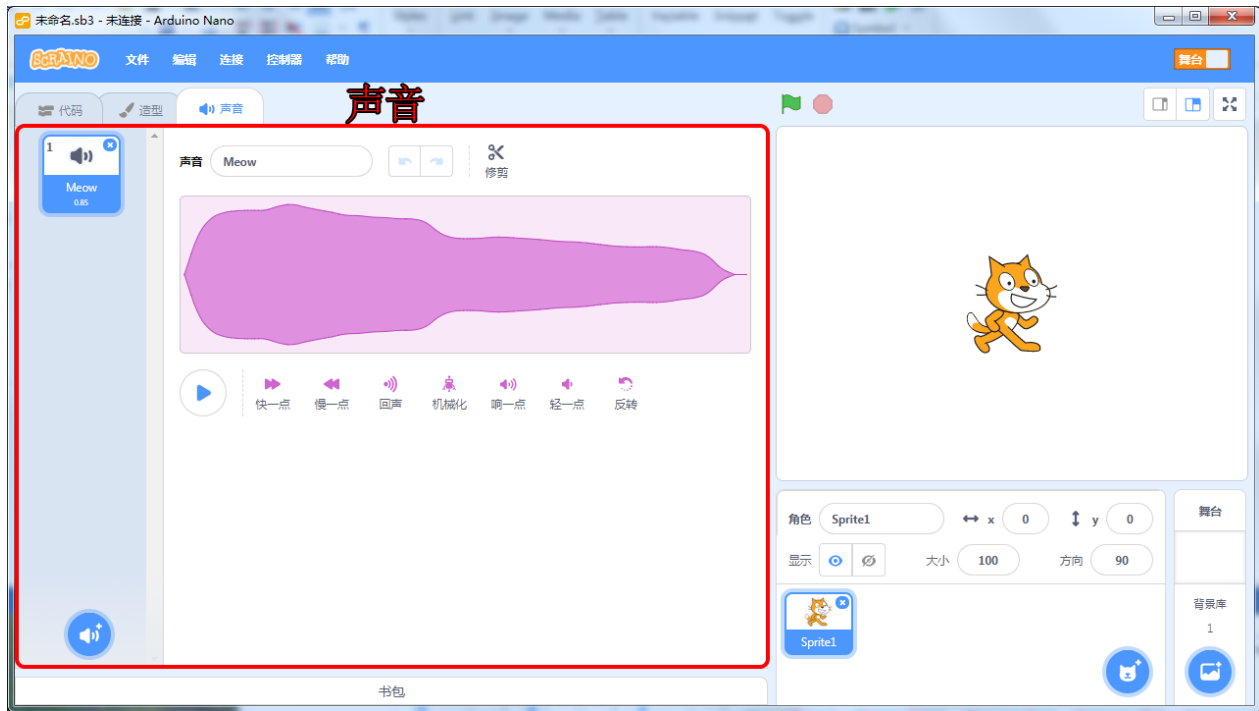 未命名.sb3 - 未连接 - Arduino Nano
SCRAINO 文件 编辑 连接 控制器 帮助 舞台
代码 造型 声音
声音
1
Meow
0.85
声音 Meow
修剪
快一点 慢一点 回声 机械化 响一点 轻一点 反转
书包
角色 Sprite1 x 0 y 0
显示 大小 100 方向 90
Sprite1
舞台
背景库
1